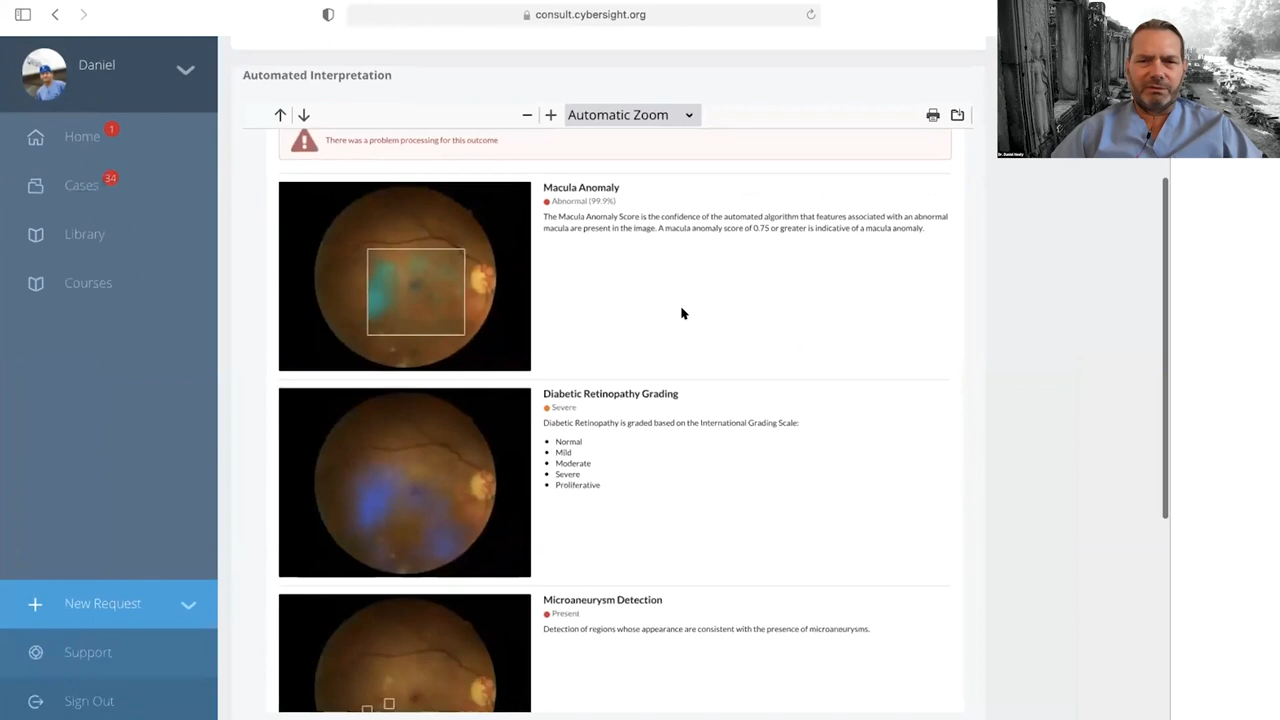 consult.cybersight.org
Daniel
Home 1
Cases 34
Library
Courses
New Request
Support
Sign Out
Automated Interpretation
Automatic Zoom
There was a problem processing for this outcome
Macula Anomaly
Abnormal (99.9%)
The Macula Anomaly Score is the confidence of the automated algorithm that features associated with an abnormal
macula are present in the image. A macula anomaly score of 0.75 or greater is indicative of a macula anomaly.
Diabetic Retinopathy Grading
Severe
Diabetic Retinopathy is graded based on the International Grading Scale:
Normal
Mild
Moderate
Severe
Proliferative
Microaneurysm Detection
Present
Detection of regions whose appearance are consistent with the presence of microaneurysms.
Dr. Daniel Neely